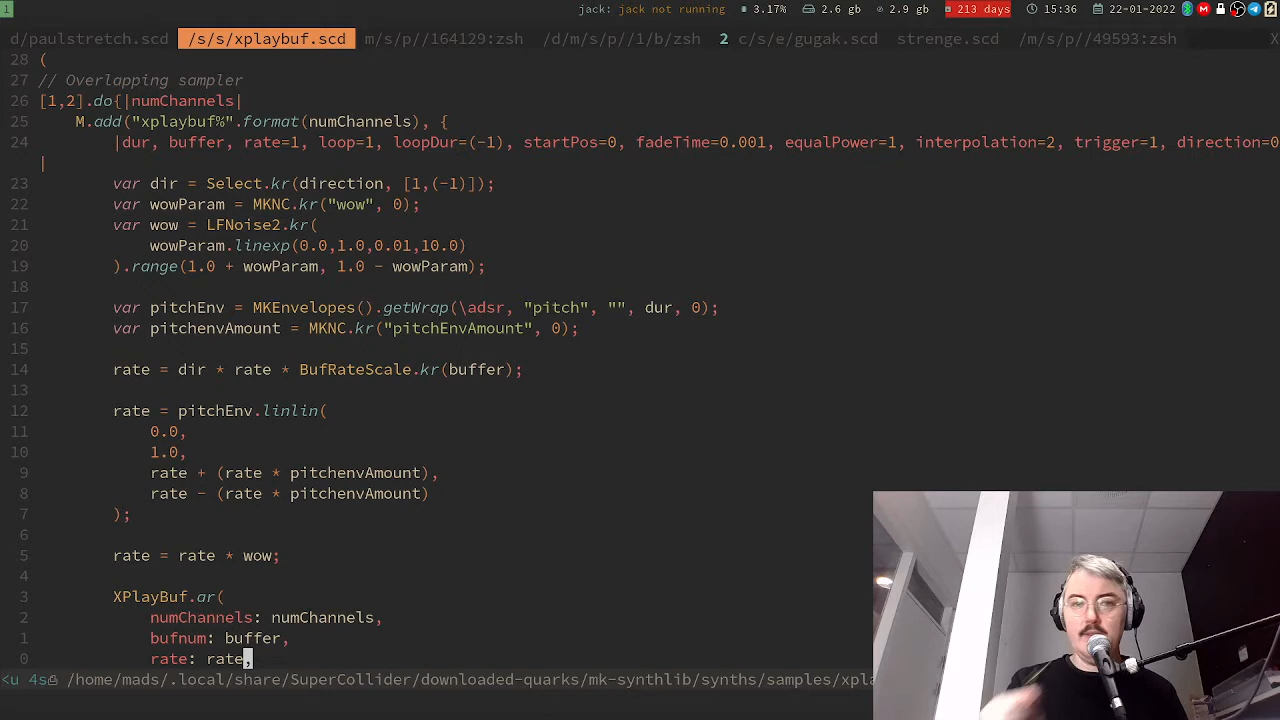 1 jack: jack not running 3.17% 2.6 gb 2.9 gb 213 days 15:36 22-01-2022
d/paulstretch.scd /s/s/xplaybuf.scd m/s/p//164129:zsh /d/m/s/p//1/b/zsh 2 c/s/e/gugak.scd strenge.scd /m/s/p//49593:zsh X
28 (
27 // Overlapping sampler
26 [1,2].do{|numChannels|
25 M.add("xplaybuf%".format(numChannels), {
24 |dur, buffer, rate=1, loop=1, loopDur=(-1), startPos=0, fadeTime=0.001, equalPower=1, interpolation=2, trigger=1, direction=0
|
23 var dir = Select.kr(direction, [1,(-1)]);
22 var wowParam = MKNC.kr("wow", 0);
21 var wow = LFNoise2.kr(
20 wowParam.linexp(0.0,1.0,0.01,10.0)
19 ).range(1.0 + wowParam, 1.0 - wowParam);
18
17 var pitchEnv = MKEnvelopes().getWrap(\adsr, "pitch", "", dur, 0);
16 var pitchenvAmount = MKNC.kr("pitchEnvAmount", 0);
15
14 rate = dir * rate * BufRateScale.kr(buffer);
13
12 rate = pitchEnv.linlin(
11 0.0,
10 1.0,
9 rate + (rate * pitchenvAmount),
8 rate - (rate * pitchenvAmount)
7 );
6
5 rate = rate * wow;
4
3 XPlayBuf.ar(
2 numChannels: numChannels,
1 bufnum: buffer,
0 rate: rate,
<u 4s /home/mads/.local/share/SuperCollider/downloaded-quarks/mk-synthlib/synths/samples/xpla